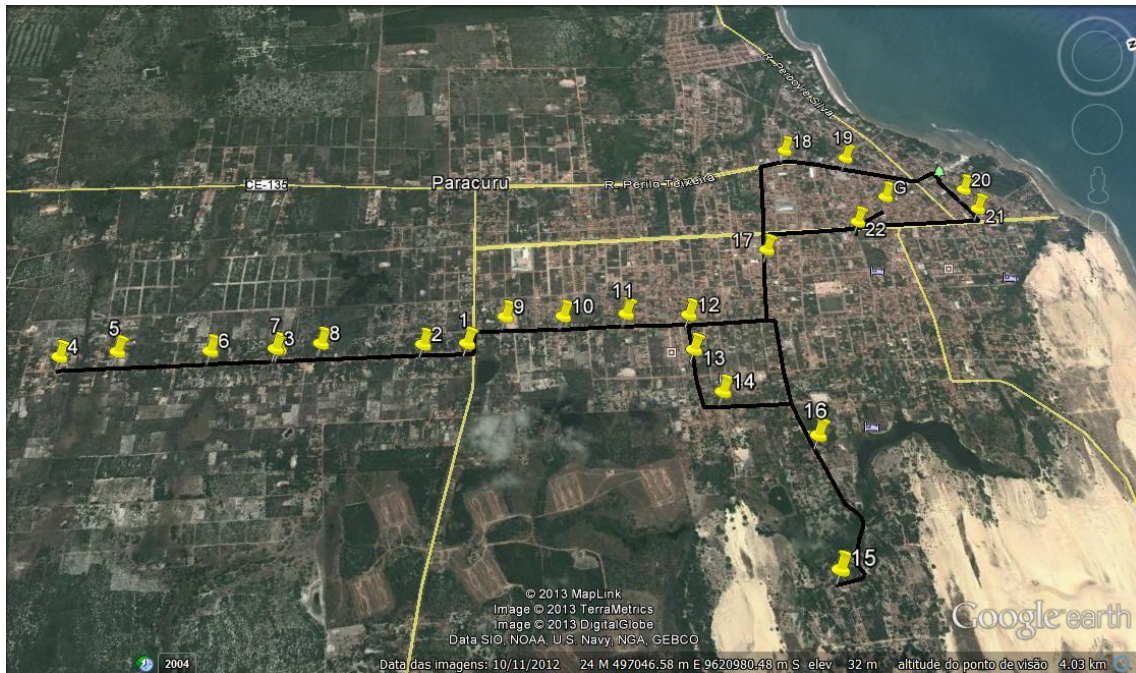 R. Peiboy e Silva
18
19
CE-135
Paracuru
R. Perilo Teixeira
G
20
21
22
17
4
5
6
7
3
8
2
1
9
10
11
12
13
14
16
15
© 2013 MapLink
Image © 2013 TerraMetrics
Image © 2013 DigitalGlobe
Data SIO, NOAA, U.S. Navy, NGA, GEBCO
Google earth
2004
Data das imagens: 10/11/2012 24 M 497046.58 m E 9620980.48 m S elev 32 m altitude do ponto de visão 4.03 km